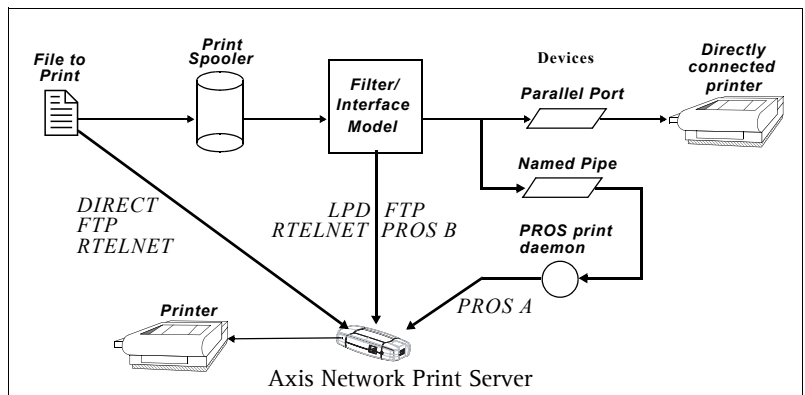 File to
Print
Print
Spooler
Filter/
Interface
Model
Devices
Parallel Port
Directly
connected
printer
Named Pipe
DIRECT
FTP
RTELNET
LPD FTP
RTELNET PROS B
PROS print
daemon
PROS A
Printer
Axis Network Print Server